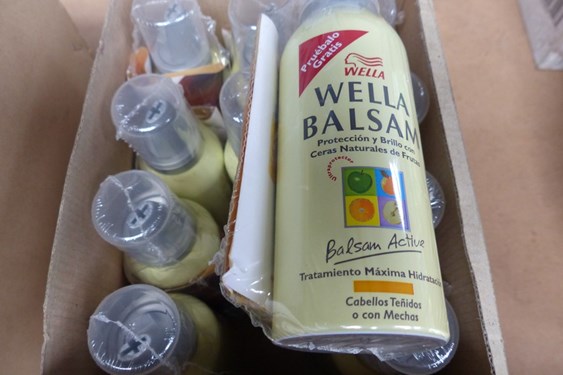 Pruébalo
Gratis
WELLA
WELLA
BALSAM
Protección y Brillo con
Ceras Naturales de Frutas
Balsam Active
Tratamiento Máxima Hidratación
Cabellos Teñidos
o con Mechas